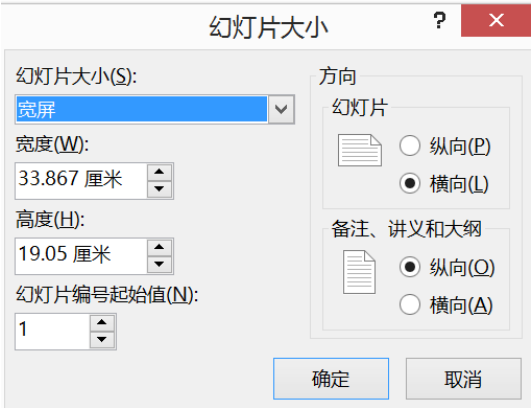 幻灯片大小
?
幻灯片大小(S):
宽屏
宽度(W):
33.867 厘米
高度(H):
19.05 厘米
幻灯片编号起始值(N):
1
方向
幻灯片
纵向(P)
横向(L)
备注、讲义和大纲
纵向(O)
横向(A)
确定
取消